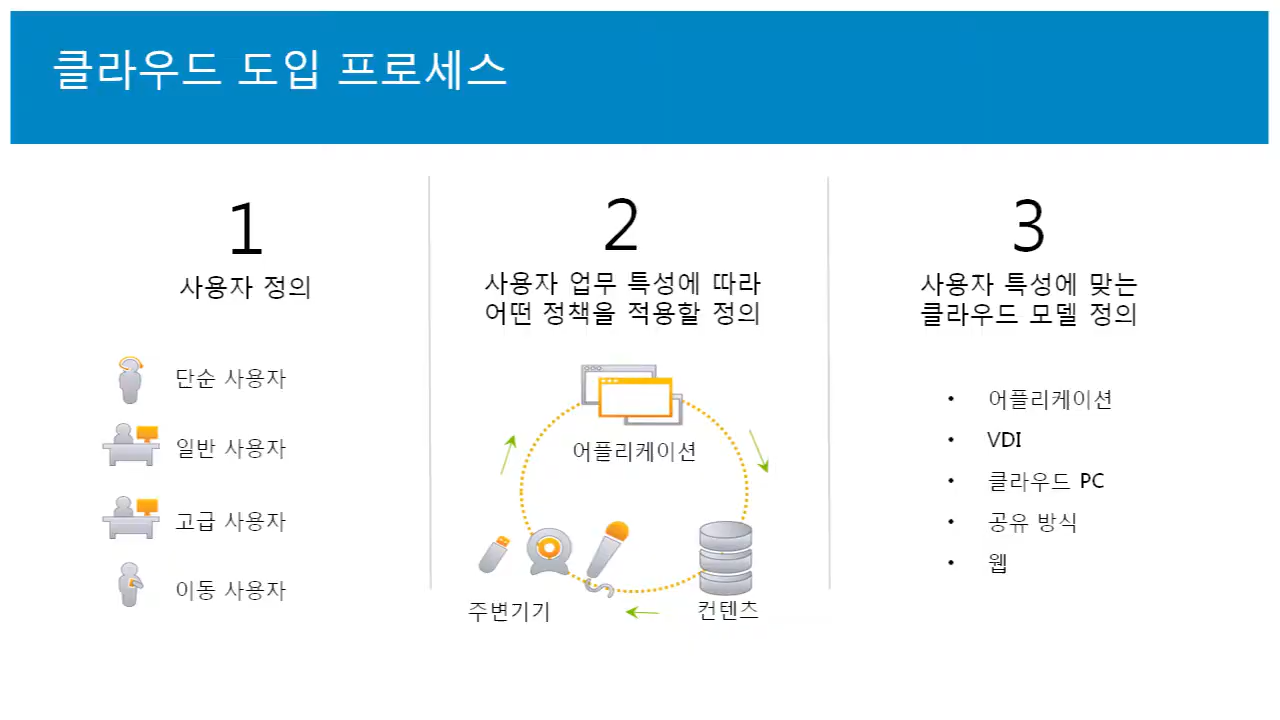 클라우드 도입 프로세스
1
사용자 정의
단순 사용자
일반 사용자
고급 사용자
이동 사용자
2
사용자 업무 특성에 따라
어떤 정책을 적용할 정의
어플리케이션
주변기기
컨텐츠
3
사용자 특성에 맞는
클라우드 모델 정의
• 어플리케이션
• VDI
• 클라우드 PC
• 공유 방식
• 웹